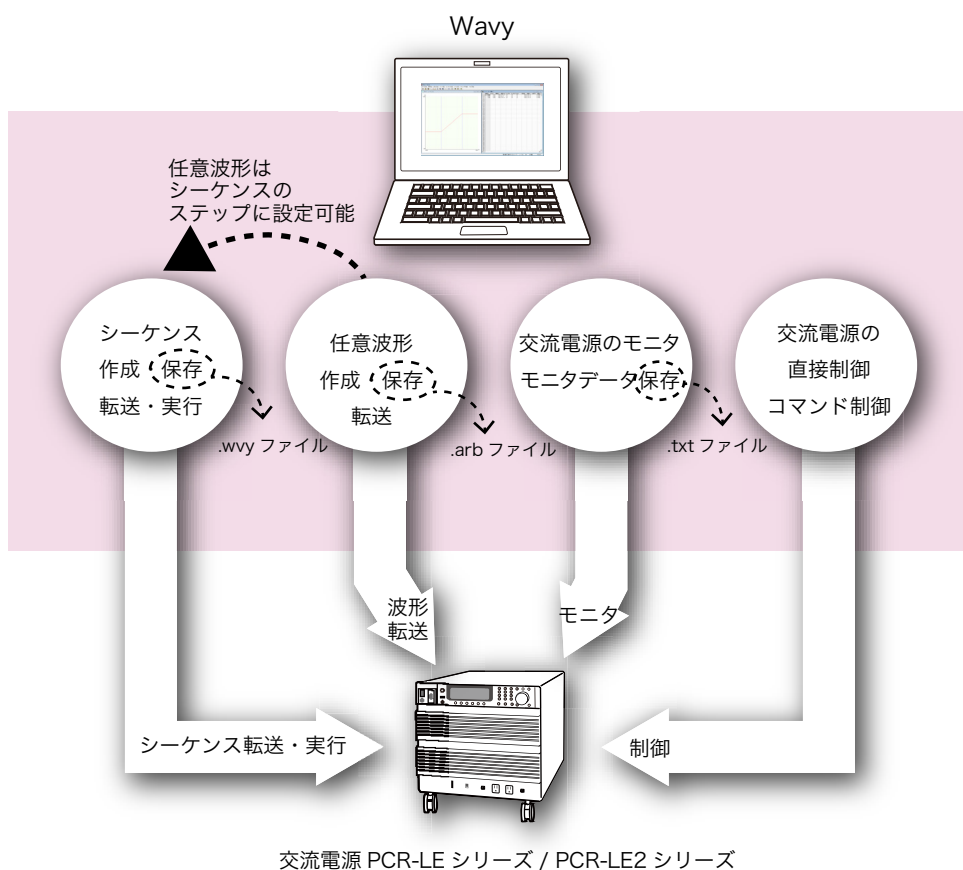 Wavy
任意波形は
シーケンスの
ステップに設定可能
シーケンス
作成・保存
転送・実行
.wvy ファイル
任意波形
作成・保存
転送
.arb ファイル
交流電源のモニタ
モニタデータ保存
.txt ファイル
交流電源の
直接制御
コマンド制御
波形
転送
モニタ
シーケンス転送・実行
制御
交流電源 PCR-LE シリーズ / PCR-LE2 シリーズ